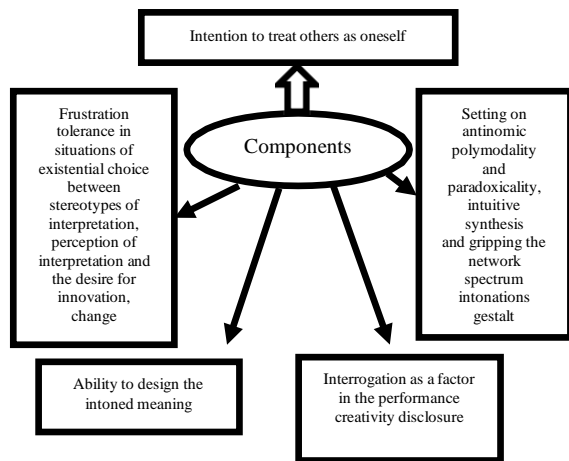 Intention to treat others as oneself
Frustration
tolerance in
situations of
existential choice
between
stereotypes of
interpretation,
perception of
interpretation and
the desire for
innovation,
change
Components
Setting on
antinomic
polymodality
and
paradoxicality,
intuitive
synthesis
and gripping the
network
spectrum
intonations
gestalt
Ability to design the
intoned meaning
Interrogation as a factor
in the performance
creativity disclosure